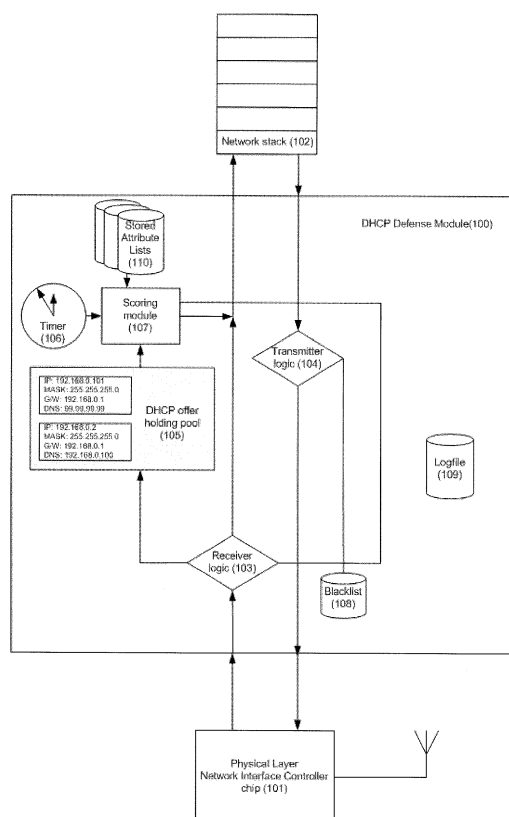 Network stack (102)
DHCP Defense Module(100)
Stored
Attribute
Lists
(110)
Timer
(106)
Scoring
module
(107)
Transmitter
logic (104)
IP: 192.168.0.101
MASK: 255.255.255.0
G/W: 192.168.0.1
DNS: 99.99.99.99
IP: 192.168.0.2
MASK: 255.255.255.0
G/W: 192.168.0.1
DNS: 192.168.0.100
DHCP offer
holding pool
(105)
Logfile
(109)
Receiver
logic (103)
Blacklist
(108)
Physical Layer
Network Interface Controller
chip (101)